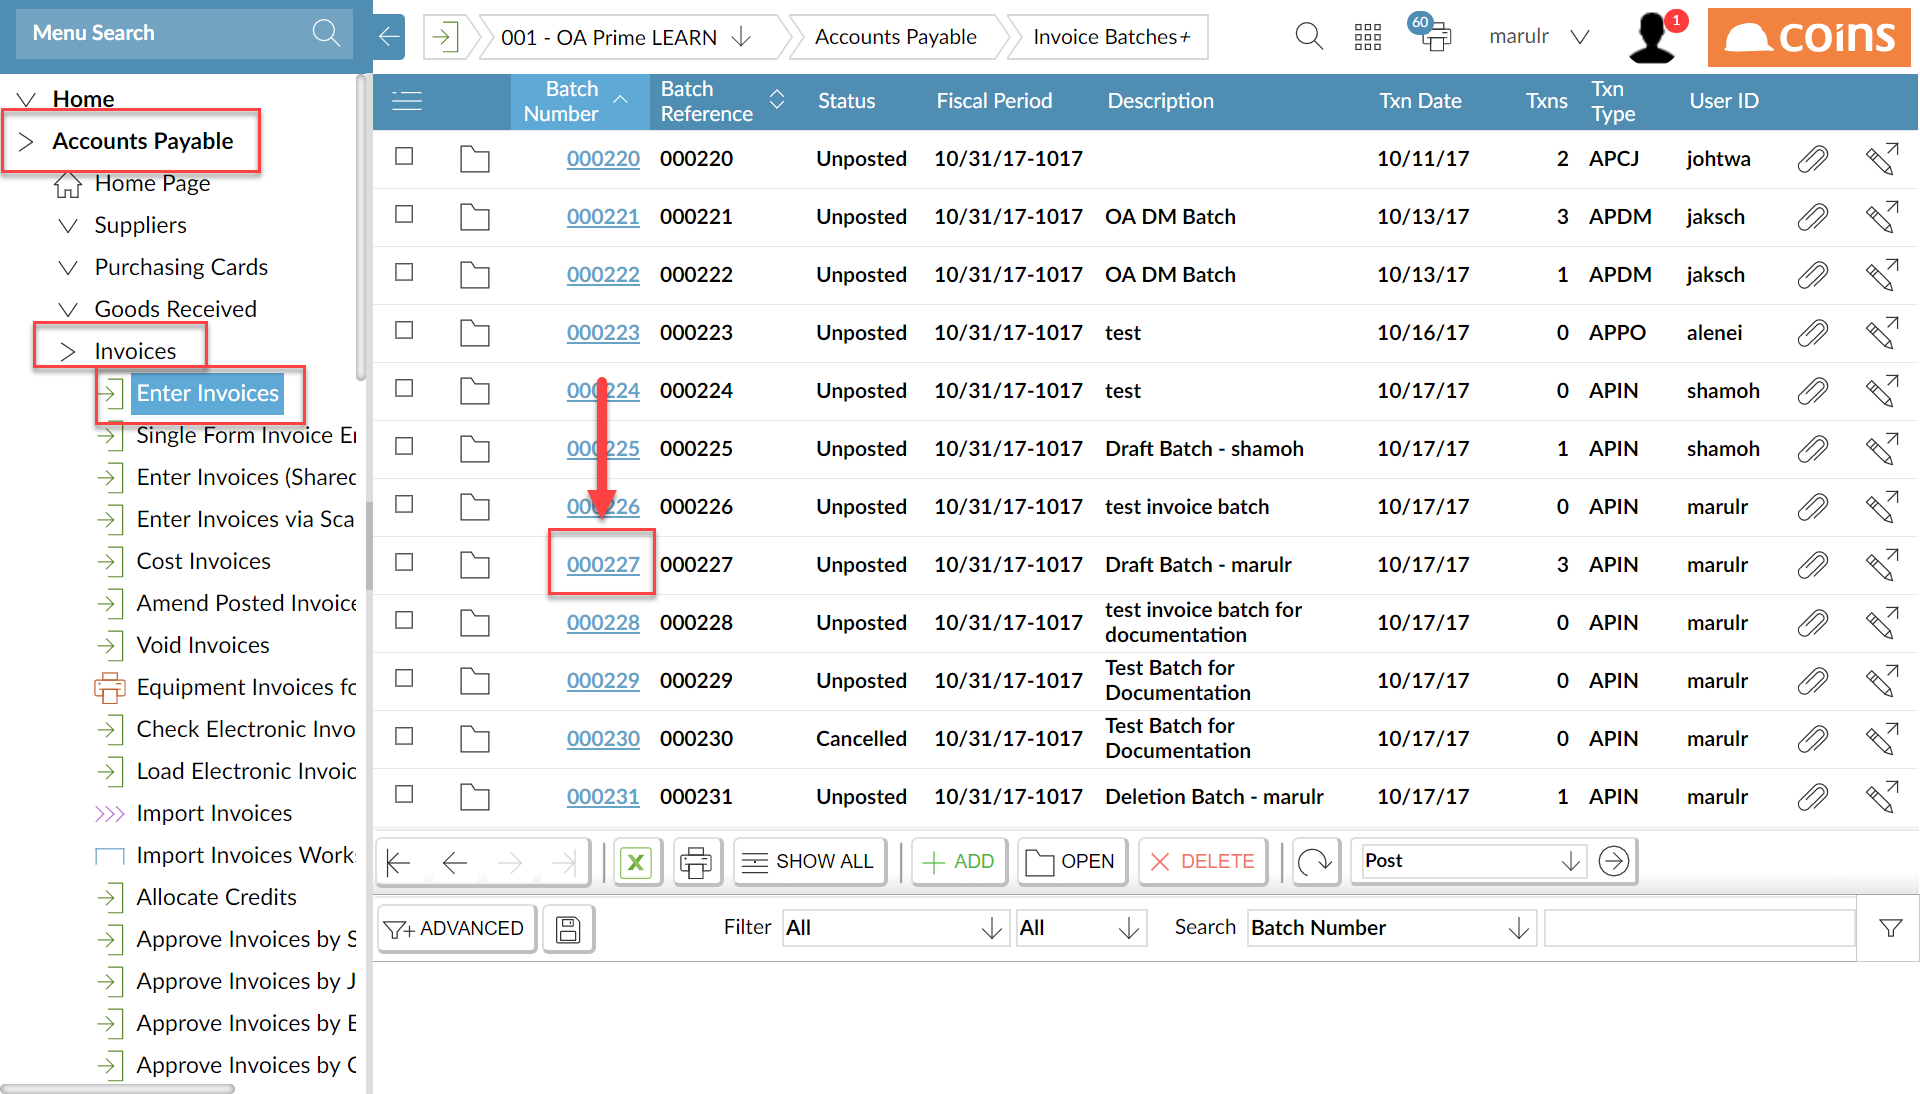 Menu Search
001 - OA Prime LEARN
Accounts Payable
Invoice Batches+
60
marulr
1
coins
Home
Accounts Payable
Home Page
Suppliers
Purchasing Cards
Goods Received
Invoices
Enter Invoices
Single Form Invoice Er
Enter Invoices (Shared
Enter Invoices via Sca
Cost Invoices
Amend Posted Invoice
Void Invoices
Equipment Invoices fo
Check Electronic Invo
Load Electronic Invoic
Import Invoices
Import Invoices Work
Allocate Credits
Approve Invoices by S
Approve Invoices by J
Approve Invoices by E
Approve Invoices by C
Batch Number Batch Reference Status Fiscal Period Description Txn Date Txns Txn Type User ID
000220 000220 Unposted 10/31/17-1017 10/11/17 2 APCJ johtwa
000221 000221 Unposted 10/31/17-1017 OA DM Batch 10/13/17 3 APDM jaksch
000222 000222 Unposted 10/31/17-1017 OA DM Batch 10/13/17 1 APDM jaksch
000223 000223 Unposted 10/31/17-1017 test 10/16/17 0 APPO alenei
000224 000224 Unposted 10/31/17-1017 test 10/17/17 0 APIN shamoh
000225 000225 Unposted 10/31/17-1017 Draft Batch - shamoh 10/17/17 1 APIN shamoh
000226 000226 Unposted 10/31/17-1017 test invoice batch 10/17/17 0 APIN marulr
000227 000227 Unposted 10/31/17-1017 Draft Batch - marulr 10/17/17 3 APIN marulr
000228 000228 Unposted 10/31/17-1017 test invoice batch for documentation 10/17/17 0 APIN marulr
000229 000229 Unposted 10/31/17-1017 Test Batch for Documentation 10/17/17 0 APIN marulr
000230 000230 Cancelled 10/31/17-1017 Test Batch for Documentation 10/17/17 0 APIN marulr
000231 000231 Unposted 10/31/17-1017 Deletion Batch - marulr 10/17/17 1 APIN marulr
X SHOW ALL ADD OPEN DELETE Post
ADVANCED Filter All All Search Batch Number